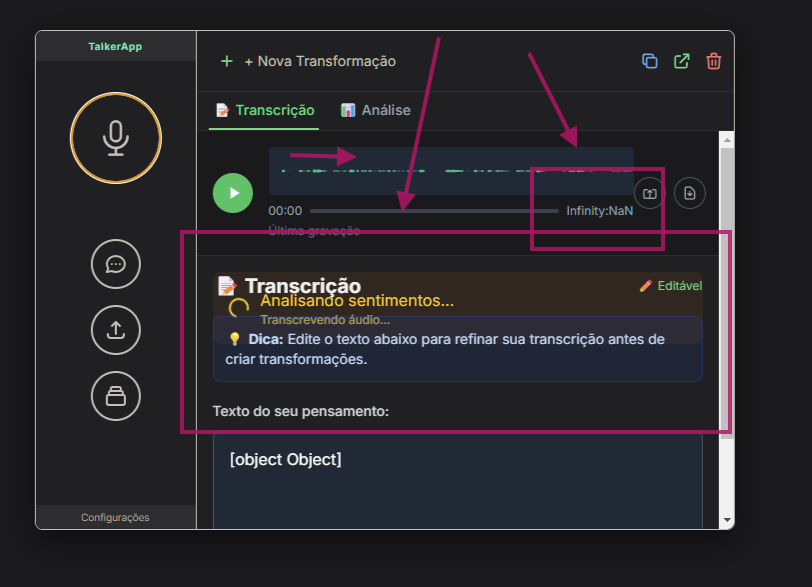 TalkerApp
+ + Nova Transformação
Transcrição
Análise
00:00
Infinity:NaN
Última gravação
Transcrição
Editável
Analisando sentimentos...
Transcrevendo áudio...
Dica: Edite o texto abaixo para refinar sua transcrição antes de
criar transformações.
Texto do seu pensamento:
[object Object]
Configurações